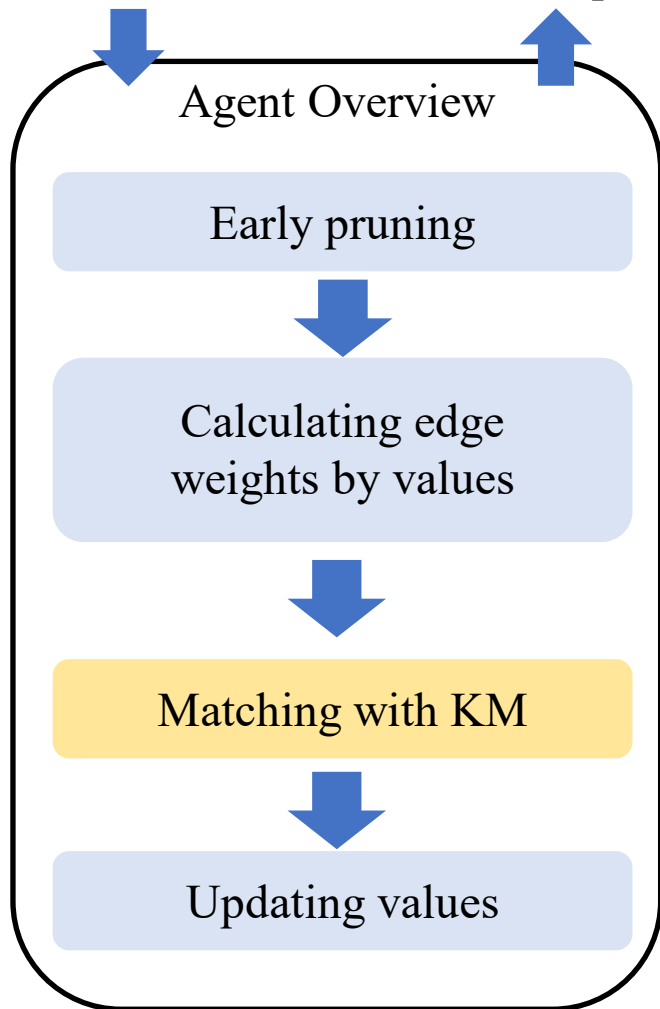 Agent Overview
Early pruning
Calculating edge
weights by values
Matching with KM
Updating values